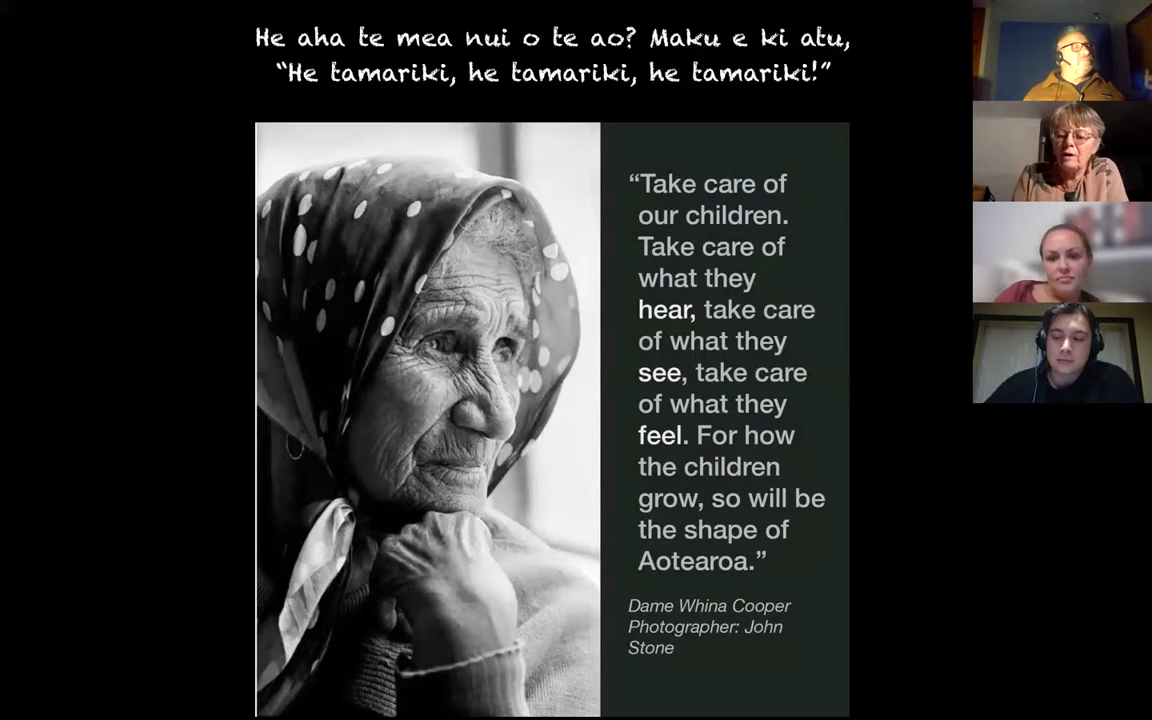 He aha te mea nui o te ao? Maku e ki atu,
“He tamariki, he tamariki, he tamariki!”
“Take care of
our children.
Take care of
what they
hear, take care
of what they
see, take care
of what they
feel. For how
the children
grow, so will be
the shape of
Aotearoa.”
Dame Whina Cooper
Photographer: John
Stone